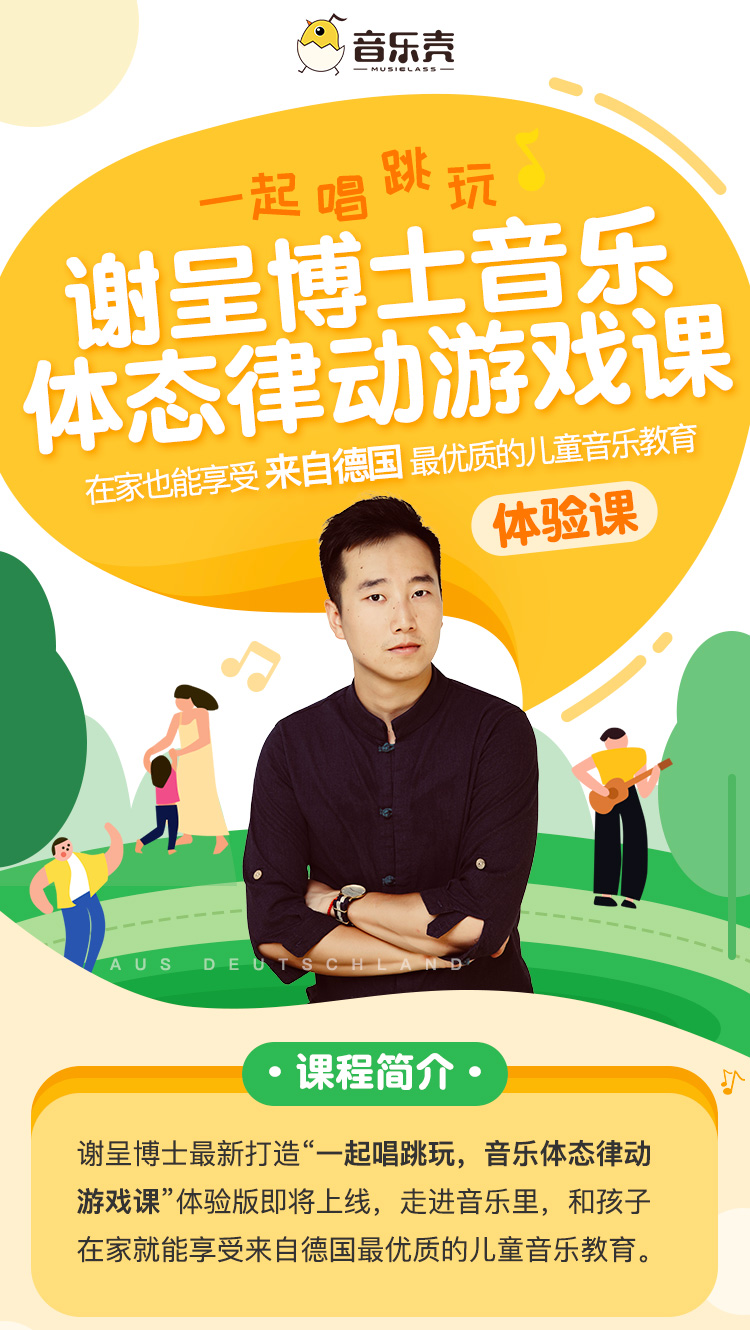 音乐壳
MUSICLASS
一起唱跳玩
谢呈博士音乐
体态律动游戏课
在家也能享受 来自德国 最优质的儿童音乐教育
体验课
AUS DEUTSCHLAND
·课程简介·
谢呈博士最新打造“一起唱跳玩，音乐体态律动
游戏课”体验版即将上线，走进音乐里，和孩子
在家就能享受来自德国最优质的儿童音乐教育。